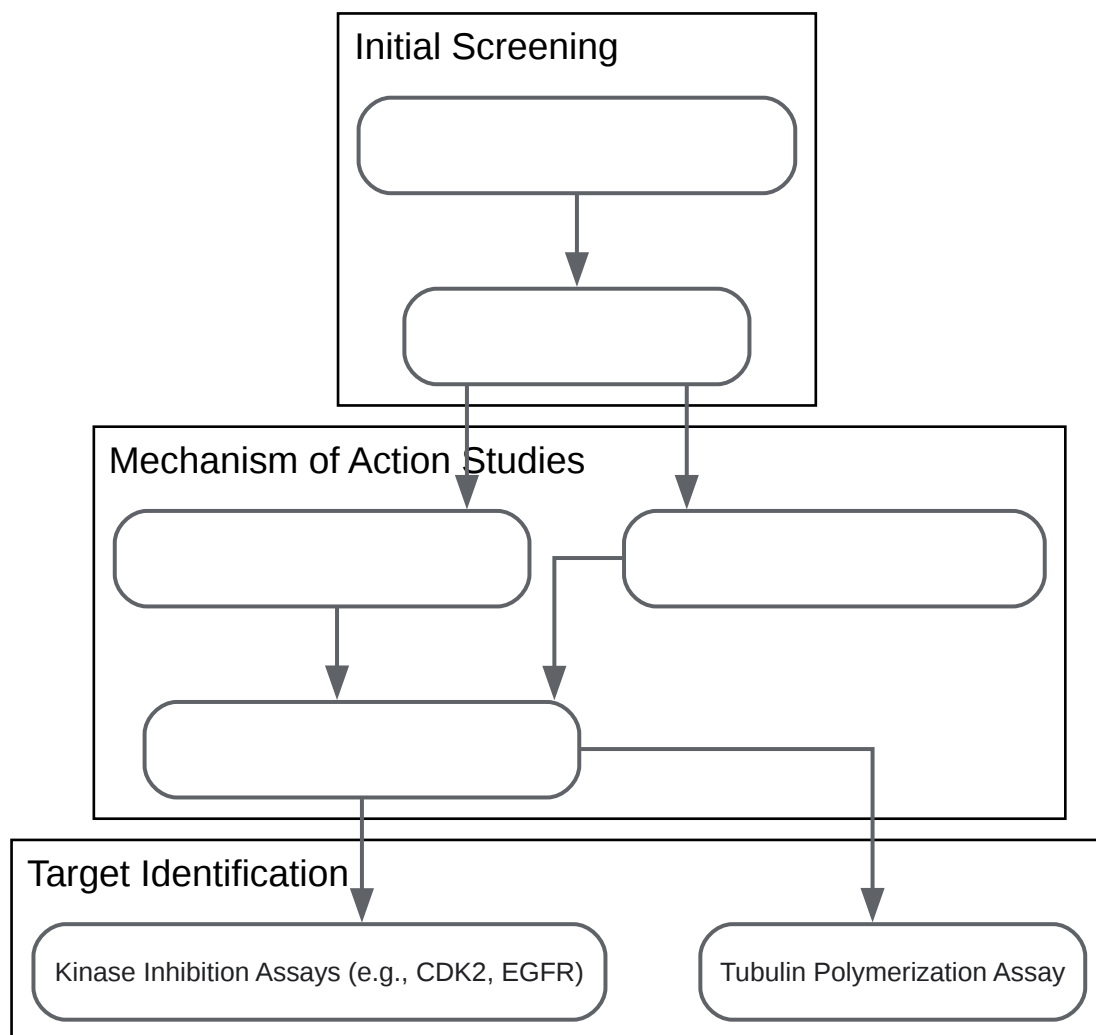 Initial Screening
Mechanism of Action Studies
Target Identification
Kinase Inhibition Assays (e.g., CDK2, EGFR)
Tubulin Polymerization Assay